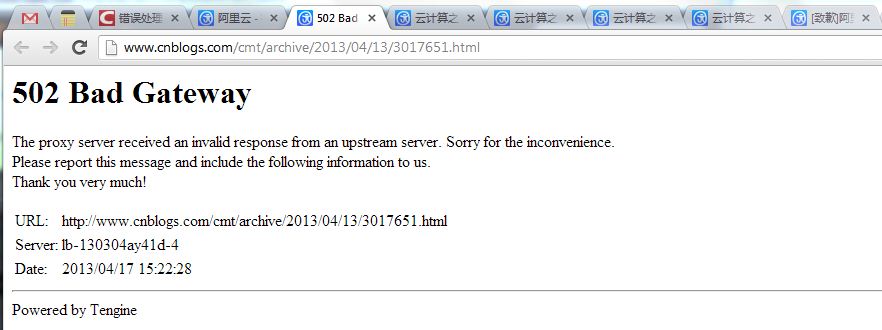 错误处理
阿里云 -
502 Bad
云计算之
云计算之
云计算之
云计算之
[致歉]阿里
www.cnblogs.com/cmt/archive/2013/04/13/3017651.html
502 Bad Gateway
The proxy server received an invalid response from an upstream server. Sorry for the inconvenience.
Please report this message and include the following information to us.
Thank you very much!
URL: http://www.cnblogs.com/cmt/archive/2013/04/13/3017651.html
Server: lb-130304ay41d-4
Date: 2013/04/17 15:22:28
Powered by Tengine